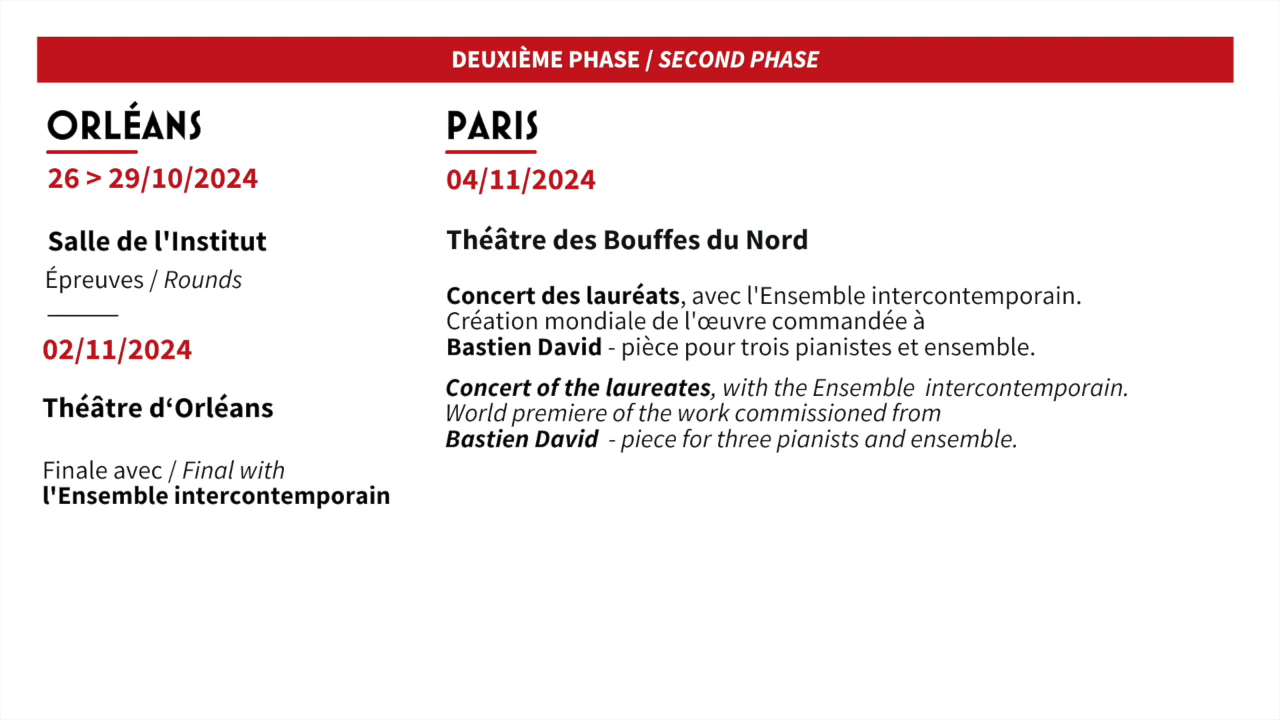 DEUXIÈME PHASE / SECOND PHASE
ORLÉANS
26 > 29/10/2024
Salle de l'Institut
Épreuves / Rounds
02/11/2024
Théâtre d‘Orléans
Finale avec / Final with
l'Ensemble intercontemporain
PARIS
04/11/2024
Théâtre des Bouffes du Nord
Concert des lauréats, avec l'Ensemble intercontemporain.
Création mondiale de l'œuvre commandée à
Bastien David - pièce pour trois pianistes et ensemble.
Concert of the laureates, with the Ensemble intercontemporain.
World premiere of the work commissioned from
Bastien David - piece for three pianists and ensemble.